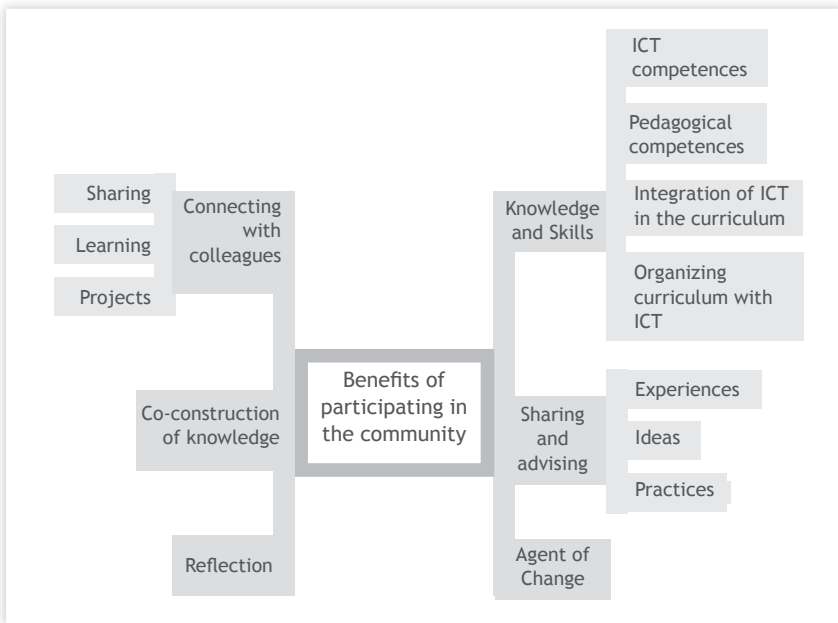 ICT
competences
Pedagogical
competences
Integration of ICT
in the curriculum
Organizing
curriculum with
ICT
Knowledge
and Skills
Sharing
Learning
Projects
Connecting
with
colleagues
Benefits of
participating in
the community
Co-construction
of knowledge
Reflection
Sharing
and
advising
Experiences
Ideas
Practices
Agent of
Change